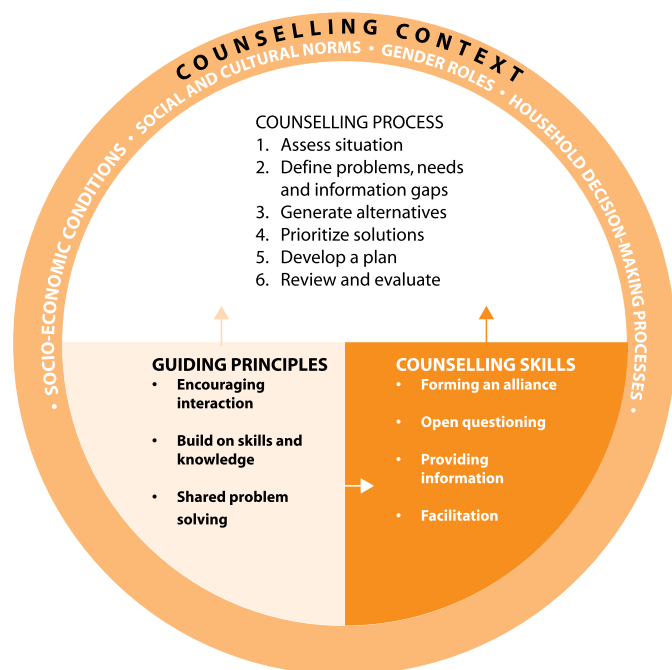 COUNSELLING CONTEXT
• SOCIO-ECONOMIC CONDITIONS • SOCIAL AND CULTURAL NORMS • GENDER ROLES • HOUSEHOLD DECISION-MAKING PROCESSES •
COUNSELLING PROCESS
1. Assess situation
2. Define problems, needs
and information gaps
3. Generate alternatives
4. Prioritize solutions
5. Develop a plan
6. Review and evaluate
GUIDING PRINCIPLES
• Encouraging
interaction
• Build on skills and
knowledge
• Shared problem
solving
COUNSELLING SKILLS
• Forming an alliance
• Open questioning
• Providing
information
• Facilitation